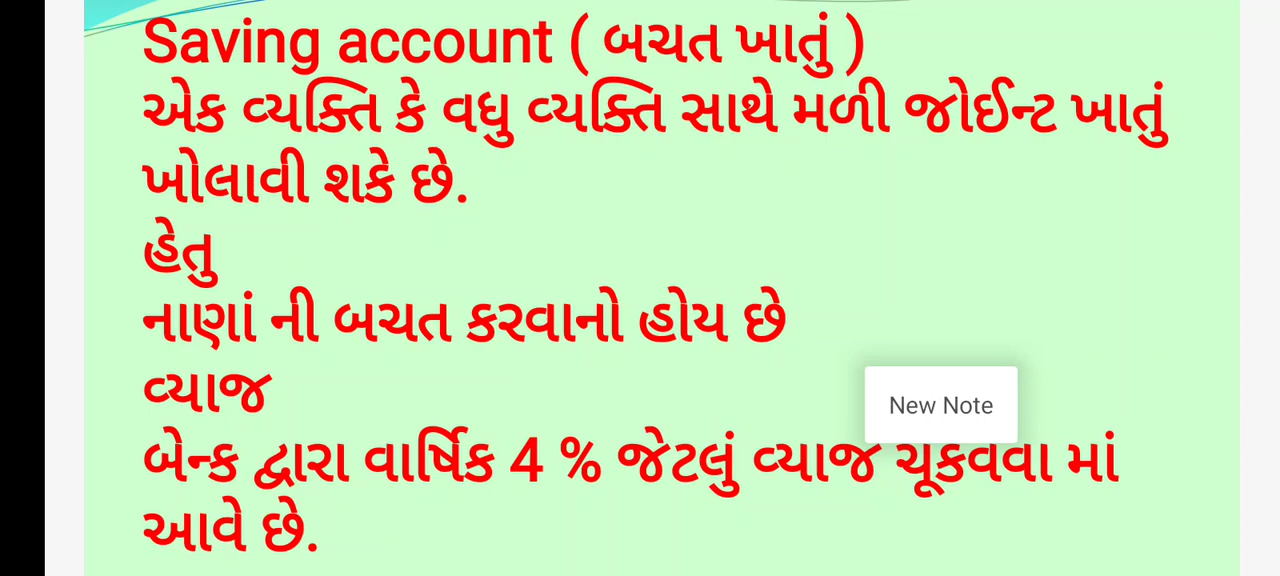 Saving account ( બચત ખાતું )
એક વ્યક્તિ કે વધુ વ્યક્તિ સાથે મળી જોઈન્ટ ખાતું
ખોલાવી શકે છે.
હેતુ
નાણાં ની બચત કરવાનો હોય છે
વ્યાજ
New Note
બેન્ક દ્વારા વાર્ષિક 4 % જેટલું વ્યાજ ચૂકવવા માં
આવે છે.